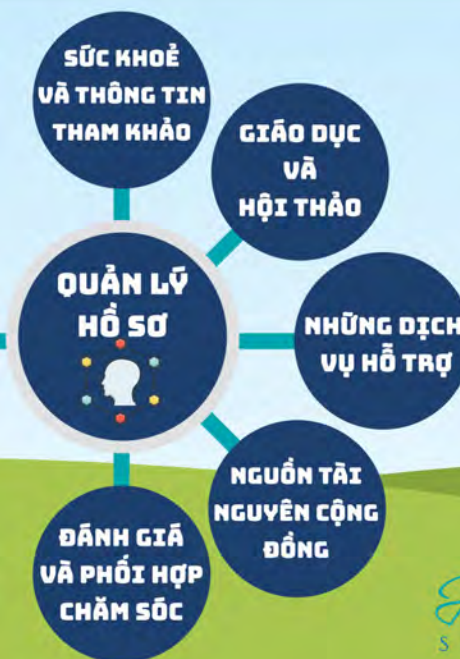 SỨC KHOẺ
VÀ THÔNG TIN
THAM KHẢO
GIÁO DỤC
VÀ
HỘI THẢO
QUẢN LÝ
HỒ SƠ
NHỮNG DỊCH
VỤ HỖ TRỢ
NGUỒN TÀI
NGUYÊN CỘNG
ĐỒNG
ĐÁNH GIÁ
VÀ PHỐI HỢP
CHĂM SÓC
S